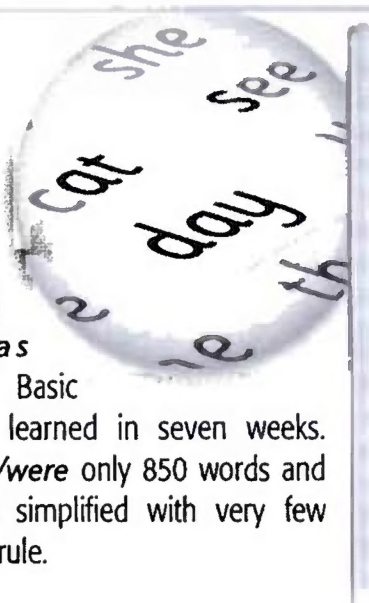 she
see
cat
day
th
as
Basic
learned in seven weeks.
/were only 850 words and
simplified with very few
rule.